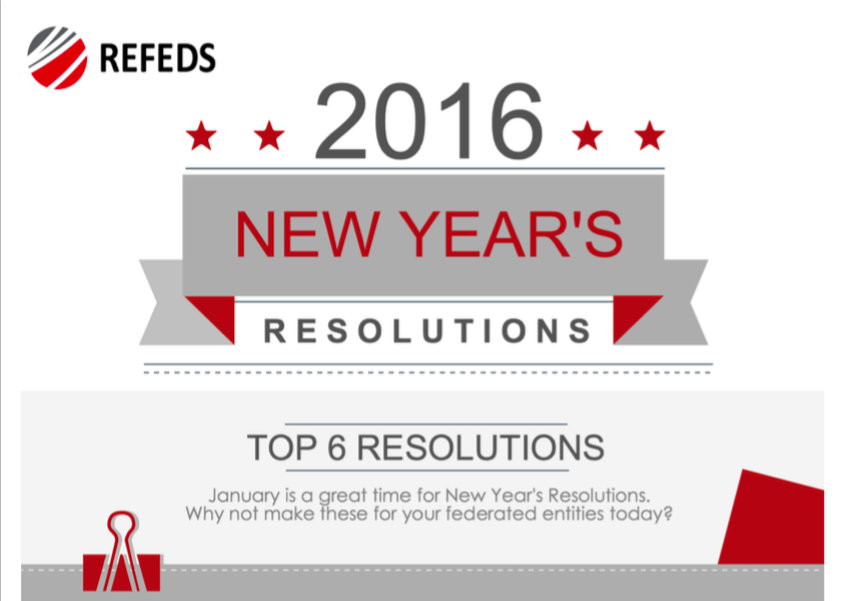 REFEDS
2016
NEW YEAR'S
RESOLUTIONS
TOP 6 RESOLUTIONS
January is a great time for New Year's Resolutions.
Why not make these for your federated entities today?